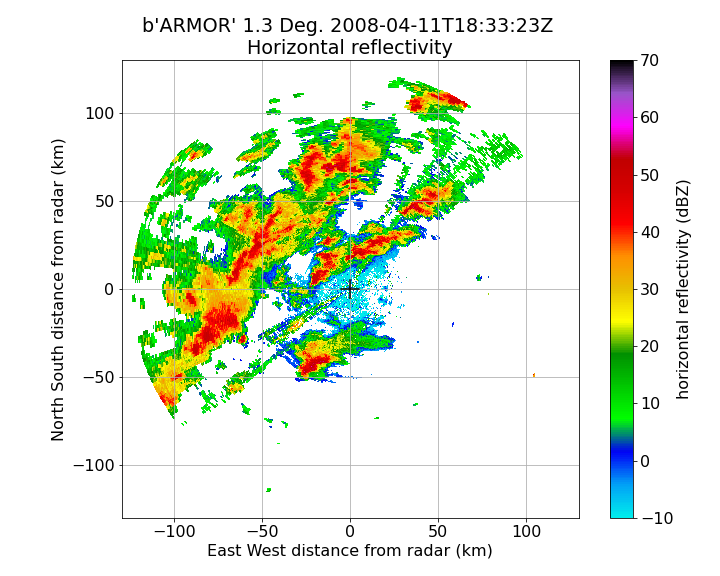 b'ARMOR' 1.3 Deg. 2008-04-11T18:33:23Z
Horizontal reflectivity
100
50
0
−50
−100
North South distance from radar (km)
−100 −50 0 50 100
East West distance from radar (km)
70
60
50
40
30
20
10
0
−10
horizontal reflectivity (dBZ)